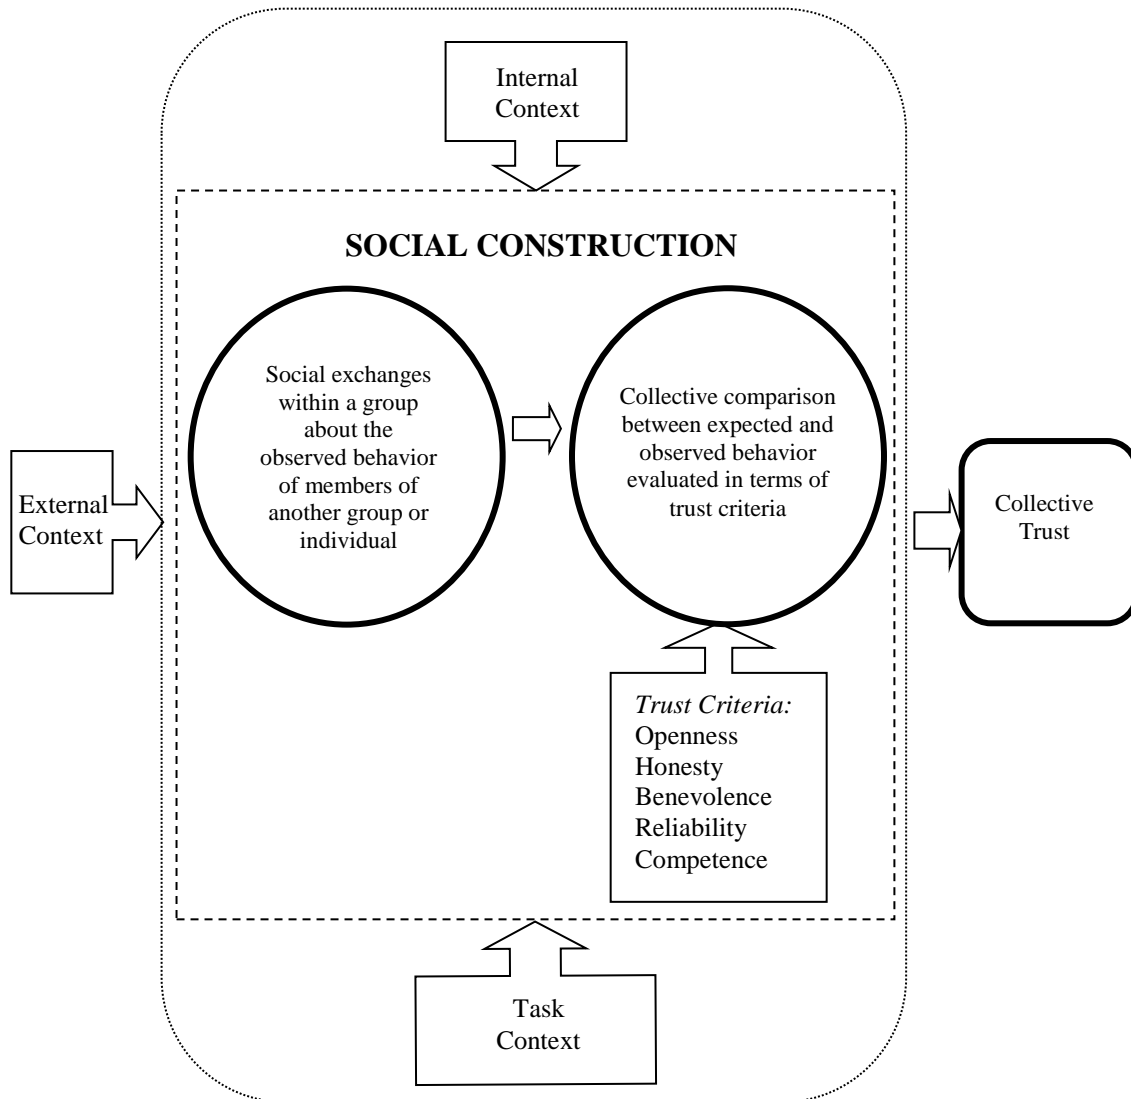 Internal
Context
SOCIAL CONSTRUCTION
Social exchanges
within a group
about the
observed behavior
of members of
another group or
individual
Collective comparison
between expected and
observed behavior
evaluated in terms of
trust criteria
External
Context
Collective
Trust
Trust Criteria:
Openness
Honesty
Benevolence
Reliability
Competence
Task
Context